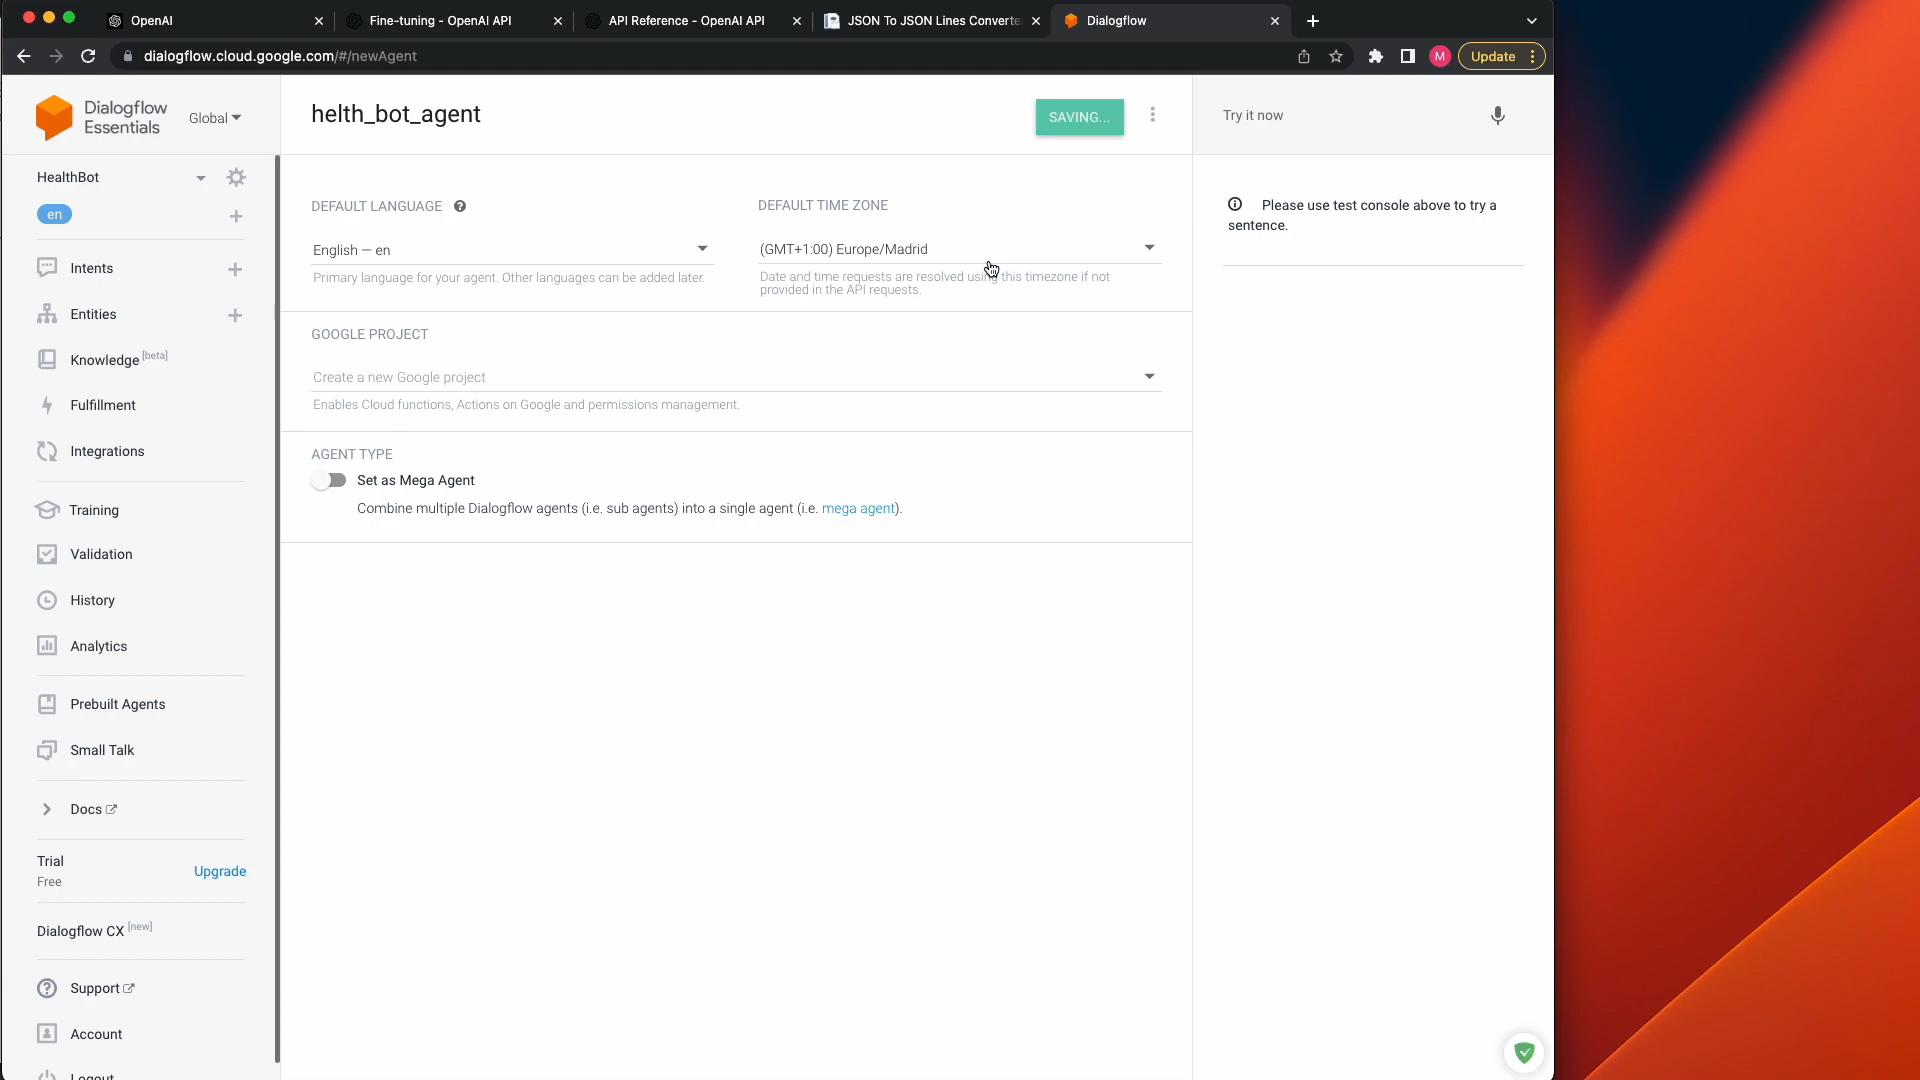 OpenAI
Fine-tuning - OpenAI API
API Reference - OpenAI API
JSON To JSON Lines Converte
Dialogflow
dialogflow.cloud.google.com/#/newAgent
M
Update
Dialogflow
Essentials
Global
helth_bot_agent
SAVING...
Try it now
HealthBot
en
Intents
Entities
Knowledge [beta]
Fulfillment
Integrations
Training
Validation
History
Analytics
Prebuilt Agents
Small Talk
Docs
Trial
Free
Upgrade
Dialogflow CX [new]
Support
Account
Logout
DEFAULT LANGUAGE
English — en
Primary language for your agent. Other languages can be added later.
DEFAULT TIME ZONE
(GMT+1:00) Europe/Madrid
Date and time requests are resolved using this timezone if not
provided in the API requests.
GOOGLE PROJECT
Create a new Google project
Enables Cloud functions, Actions on Google and permissions management.
AGENT TYPE
Set as Mega Agent
Combine multiple Dialogflow agents (i.e. sub agents) into a single agent (i.e. mega agent).
Please use test console above to try a
sentence.